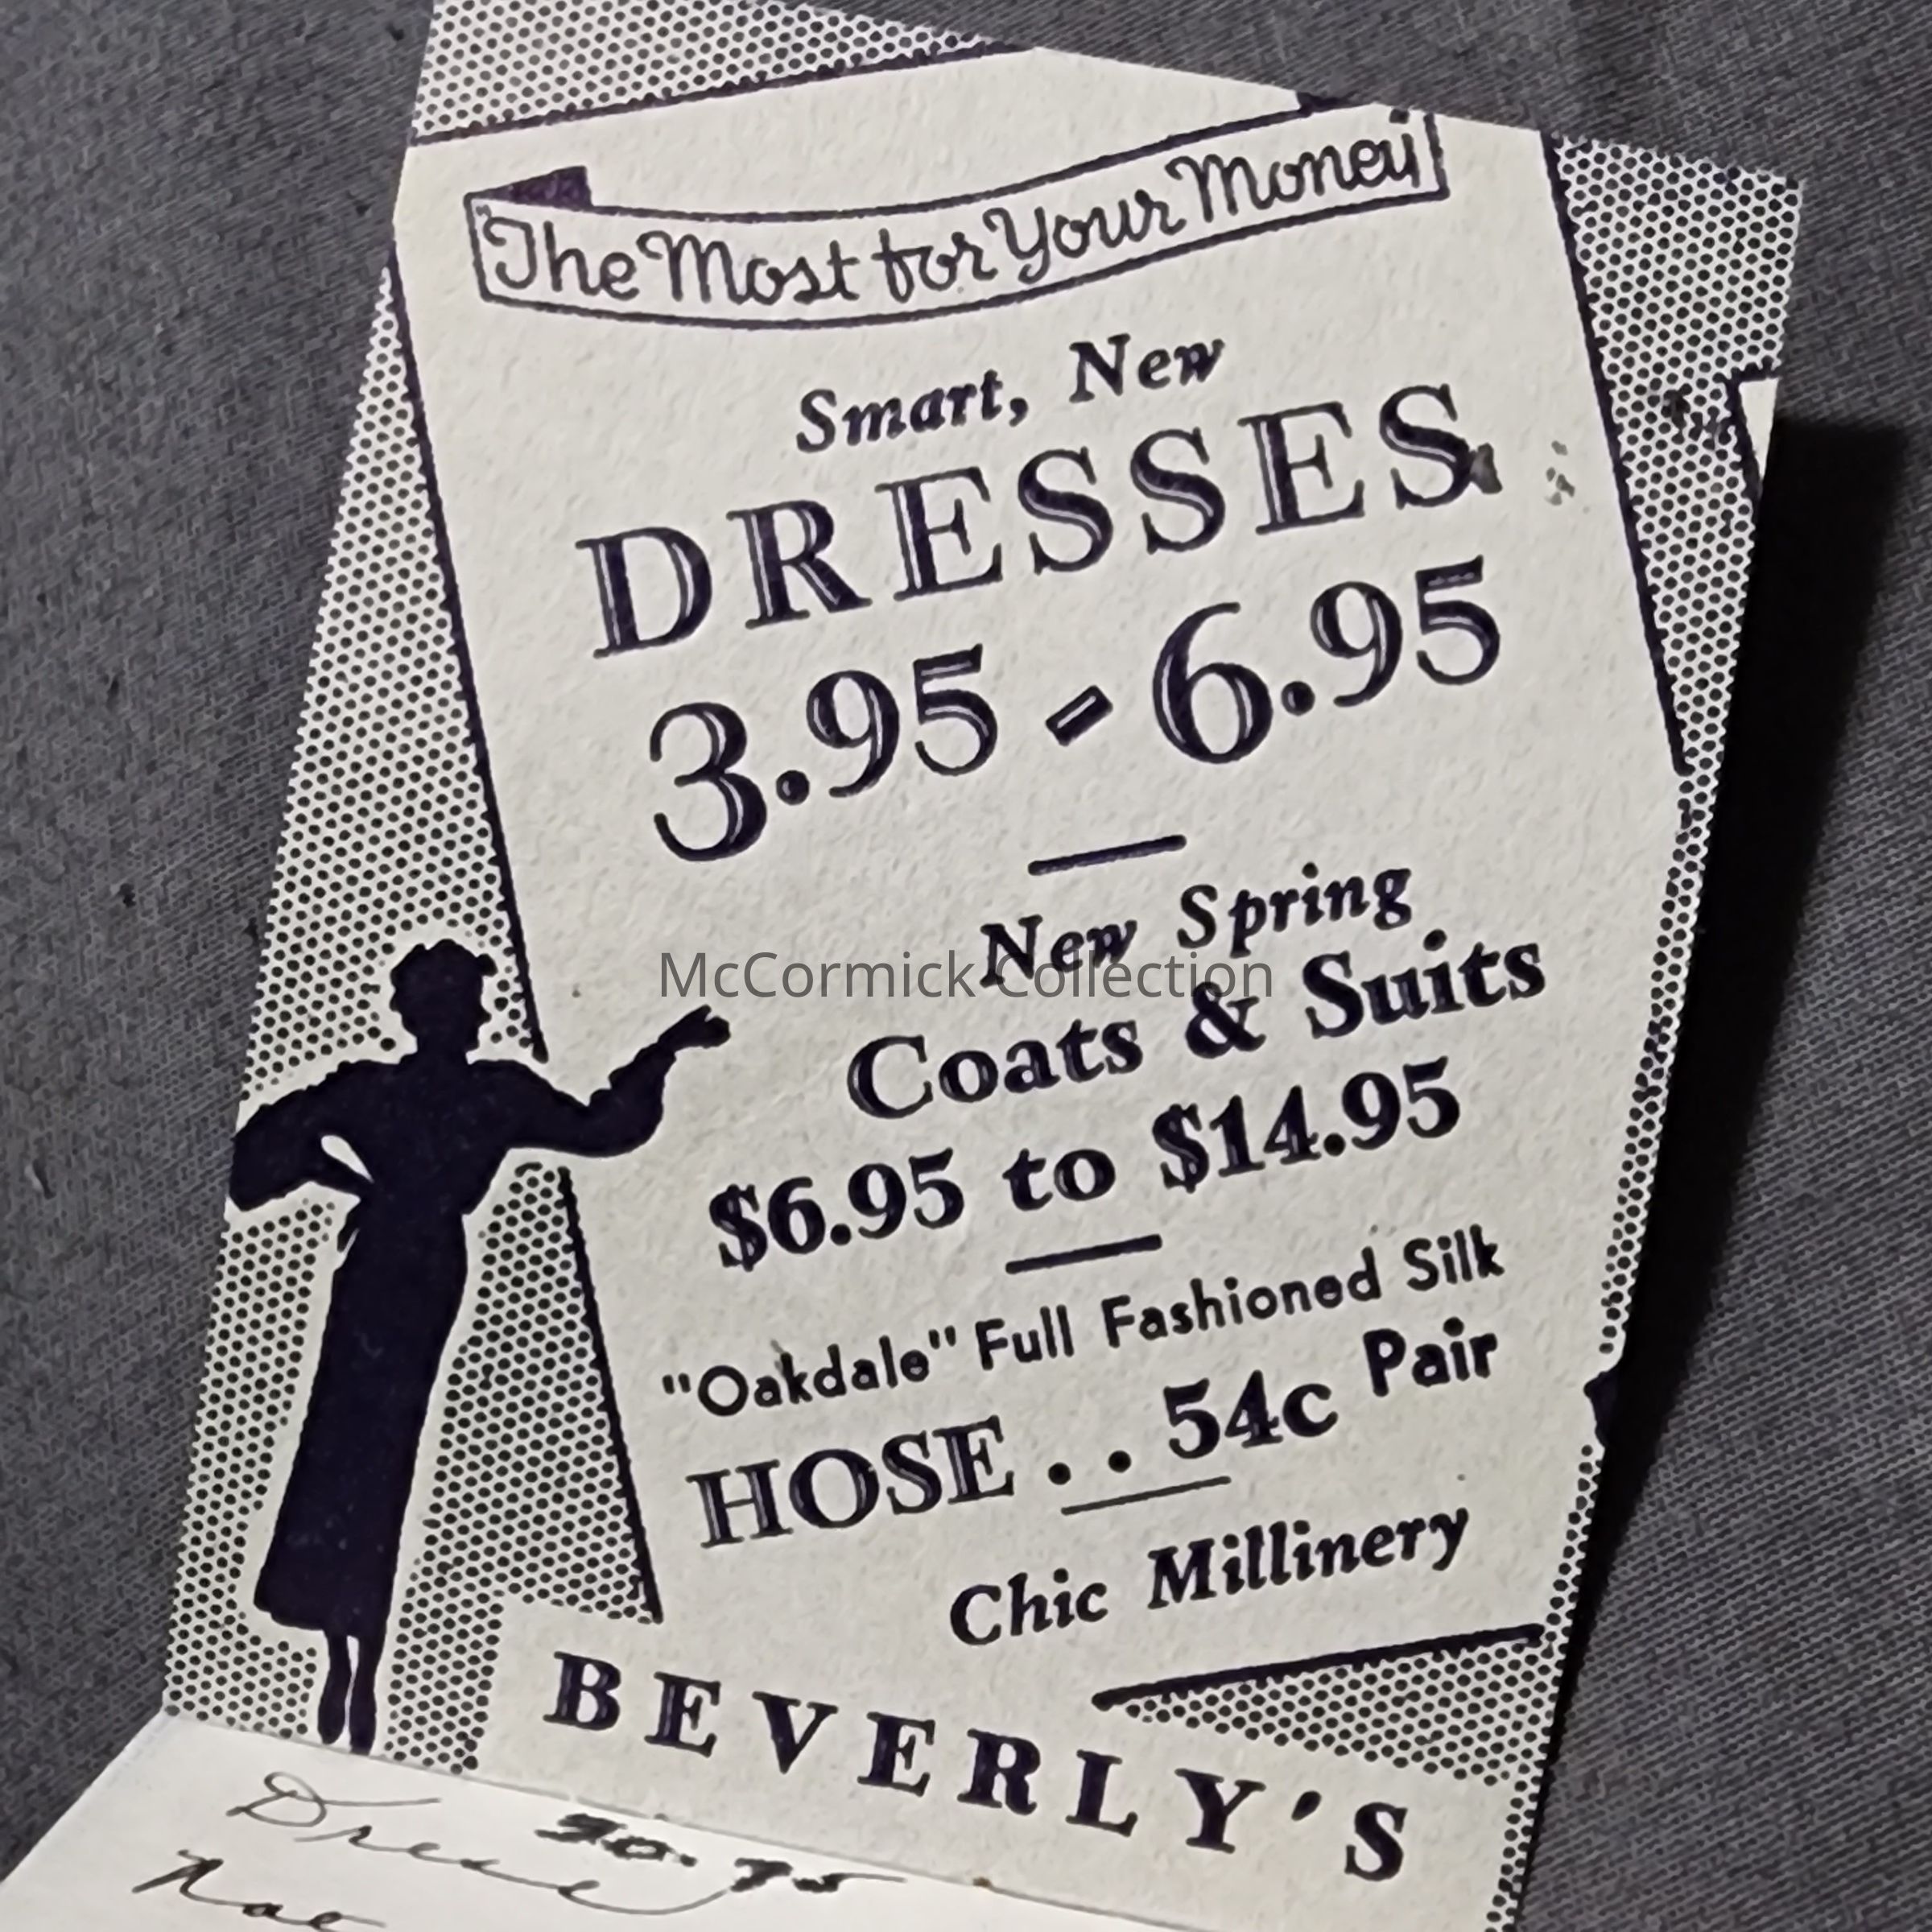 The Most for Your Money
Smart, New
DRESSES
3.95 - 6.95
New Spring
McCormick Collection
Coats & Suits
$6.95 to $14.95
"Oakdale" Full Fashioned Silk
HOSE . . 54c Pair
Chic Millinery
BEVERLY'S